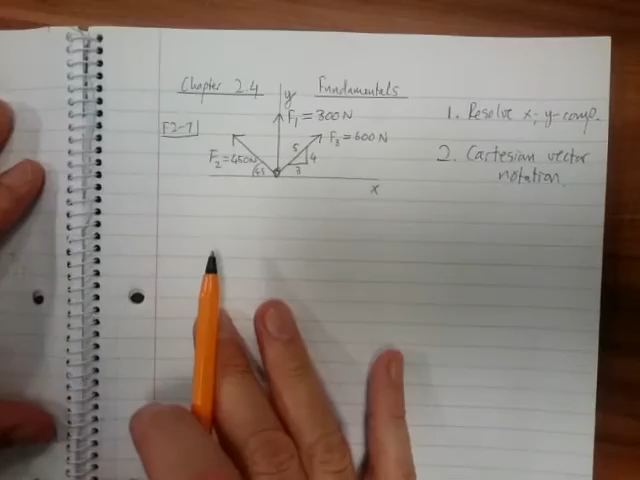 Chapter 2.4 Fundamentals
y
F2-7
F₁ = 300 N
F₃ = 600 N
F₂ = 450N
45
5
4
3
x
1. Resolve x-, y-comp.
2. Cartesian vector
notation.